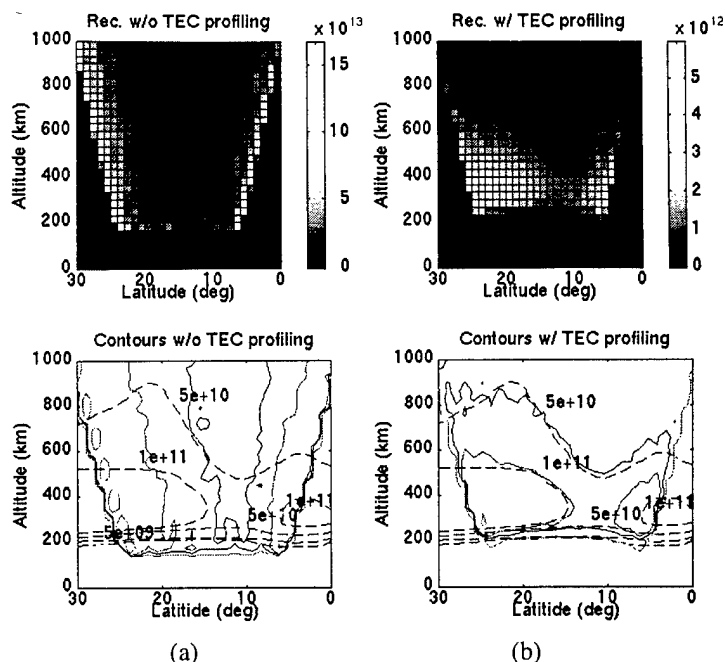 Rec. w/o TEC profiling
x 10^13
1000
800
600
400
200
0
Altitude (km)
30
20
10
0
Latitude (deg)
15
10
5
0
Rec. w/ TEC profiling
x 10^12
1000
800
600
400
200
0
Altitude (km)
30
20
10
0
Latitude (deg)
5
4
3
2
1
0
Contours w/o TEC profiling
1000
800
600
400
200
0
Altitude (km)
5e+10
1e+11
1e+11
5e+10
5e+09
30
20
10
0
Latitide (deg)
Contours w/ TEC profiling
1000
800
600
400
200
0
Altitude (km)
5e+10
1e+11
1e+11
5e+10
30
20
10
0
Latitide (deg)
(a)
(b)